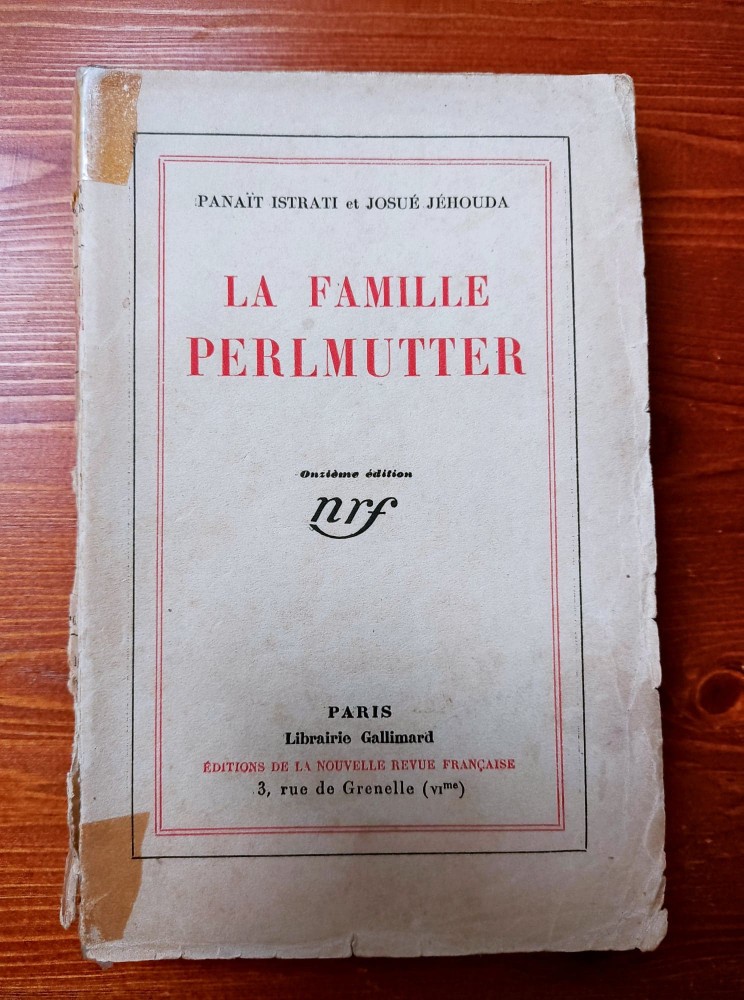 PANAÏT ISTRATI et JOSUÉ JÉHOUDA
LA FAMILLE
PERLMUTTER
Onzième édition
nrf
PARIS
Librairie Gallimard
ÉDITIONS DE LA NOUVELLE REVUE FRANÇAISE
3, rue de Grenelle (VIme)